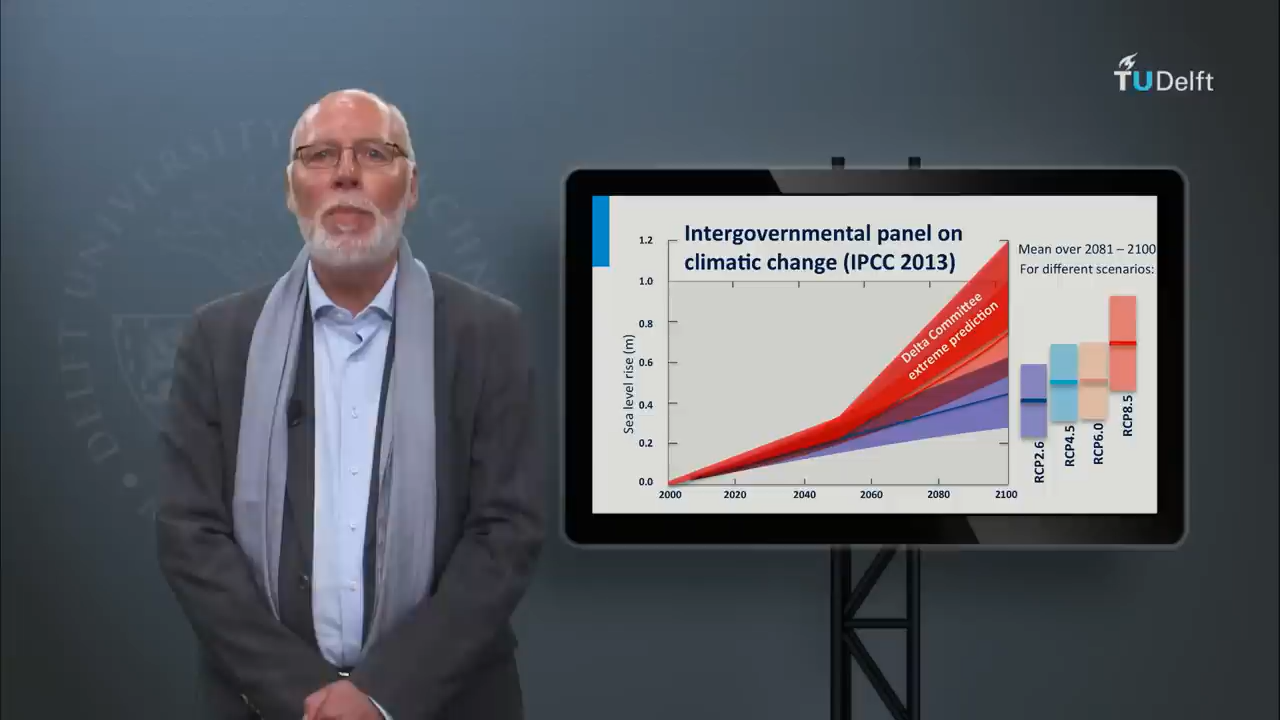 TUDelft
Intergovernmental panel on
climatic change (IPCC 2013)
Mean over 2081 – 2100
For different scenarios:
Sea level rise (m)
1.2
1.0
0.8
0.6
0.4
0.2
0.0
2000
2020
2040
2060
2080
2100
Delta Committee
extreme prediction
RCP2.6
RCP4.5
RCP6.0
RCP8.5
DELFT UNIVERSITY